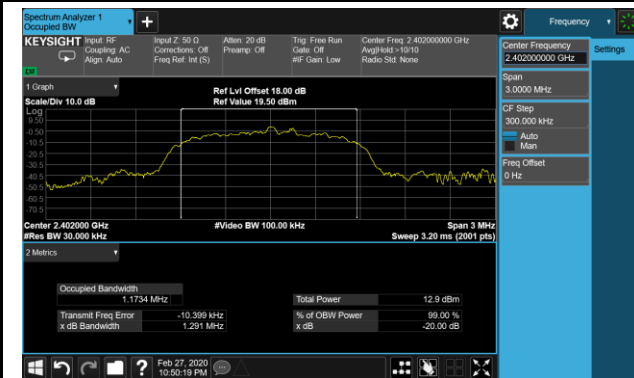 Spectrum Analyzer 1
Occupied BW
+
Frequency
KEYSIGHT
Input: RF
Coupling: AC
Align: Auto
Input Z: 50 Ω
Corrections: Off
Freq Ref: Int (S)
Atten: 20 dB
Preamp: Off
Trig: Free Run
Gate: Off
#IF Gain: Low
Center Freq: 2.402000000 GHz
Avg|Hold:>10/10
Radio Std: None
Center Frequency
2.402000000 GHz
Settings
Span
3.0000 MHz
CF Step
300.000 kHz
Auto
Man
Freq Offset
0 Hz
1 Graph
Scale/Div 10.0 dB
Ref Lvl Offset 18.00 dB
Ref Value 19.50 dBm
Log
9.50
-0.50
-10.5
-20.5
-30.5
-40.5
-50.5
-60.5
-70.5
Center 2.402000 GHz
#Video BW 100.00 kHz
Span 3 MHz
#Res BW 30.000 kHz
Sweep 3.20 ms (2001 pts)
2 Metrics
Occupied Bandwidth
1.1734 MHz
Total Power 12.9 dBm
Transmit Freq Error -10.399 kHz
% of OBW Power 99.00 %
x dB Bandwidth 1.291 MHz
x dB -20.00 dB
?
Feb 27, 2020
10:50:19 PM